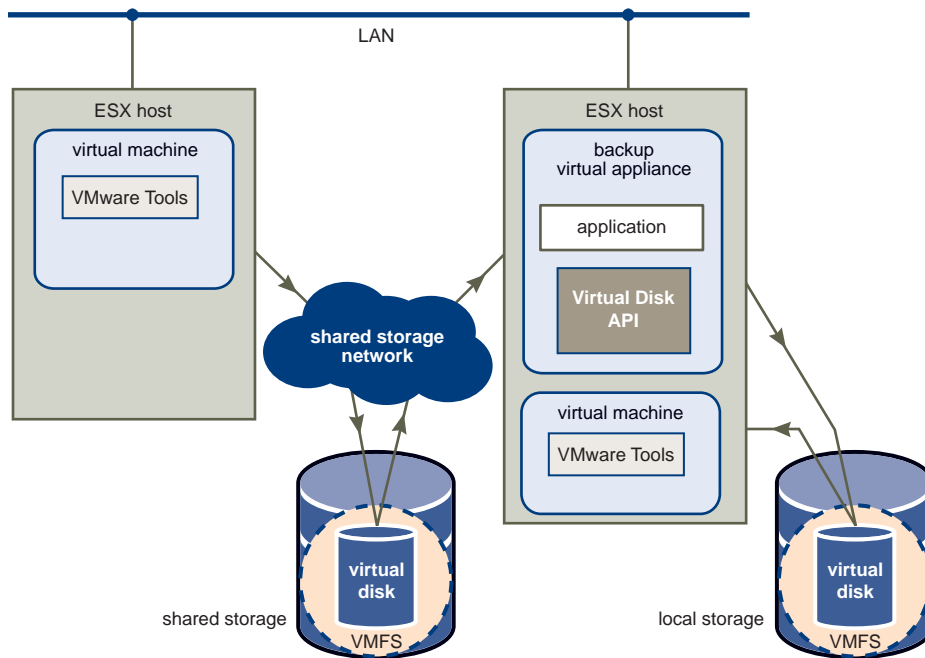 LAN
ESX host
virtual machine
VMware Tools
ESX host
backup
virtual appliance
application
Virtual Disk
API
shared storage
network
virtual machine
VMware Tools
virtual
disk
VMFS
shared storage
virtual
disk
VMFS
local storage